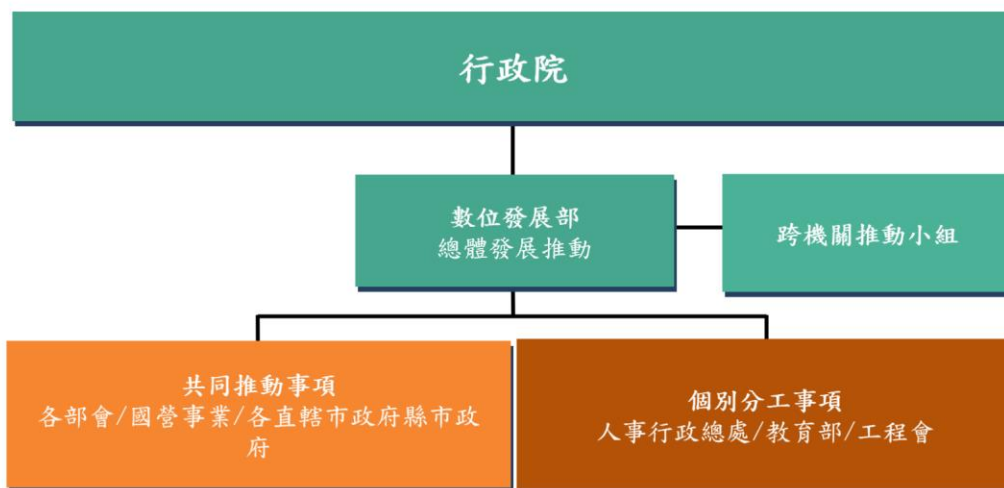 行政院
數位發展部
總體發展推動
跨機關推動小組
共同推動事項
各部會/國營事業/各直轄市政府縣市政
府
個別分工事項
人事行政總處/教育部/工程會